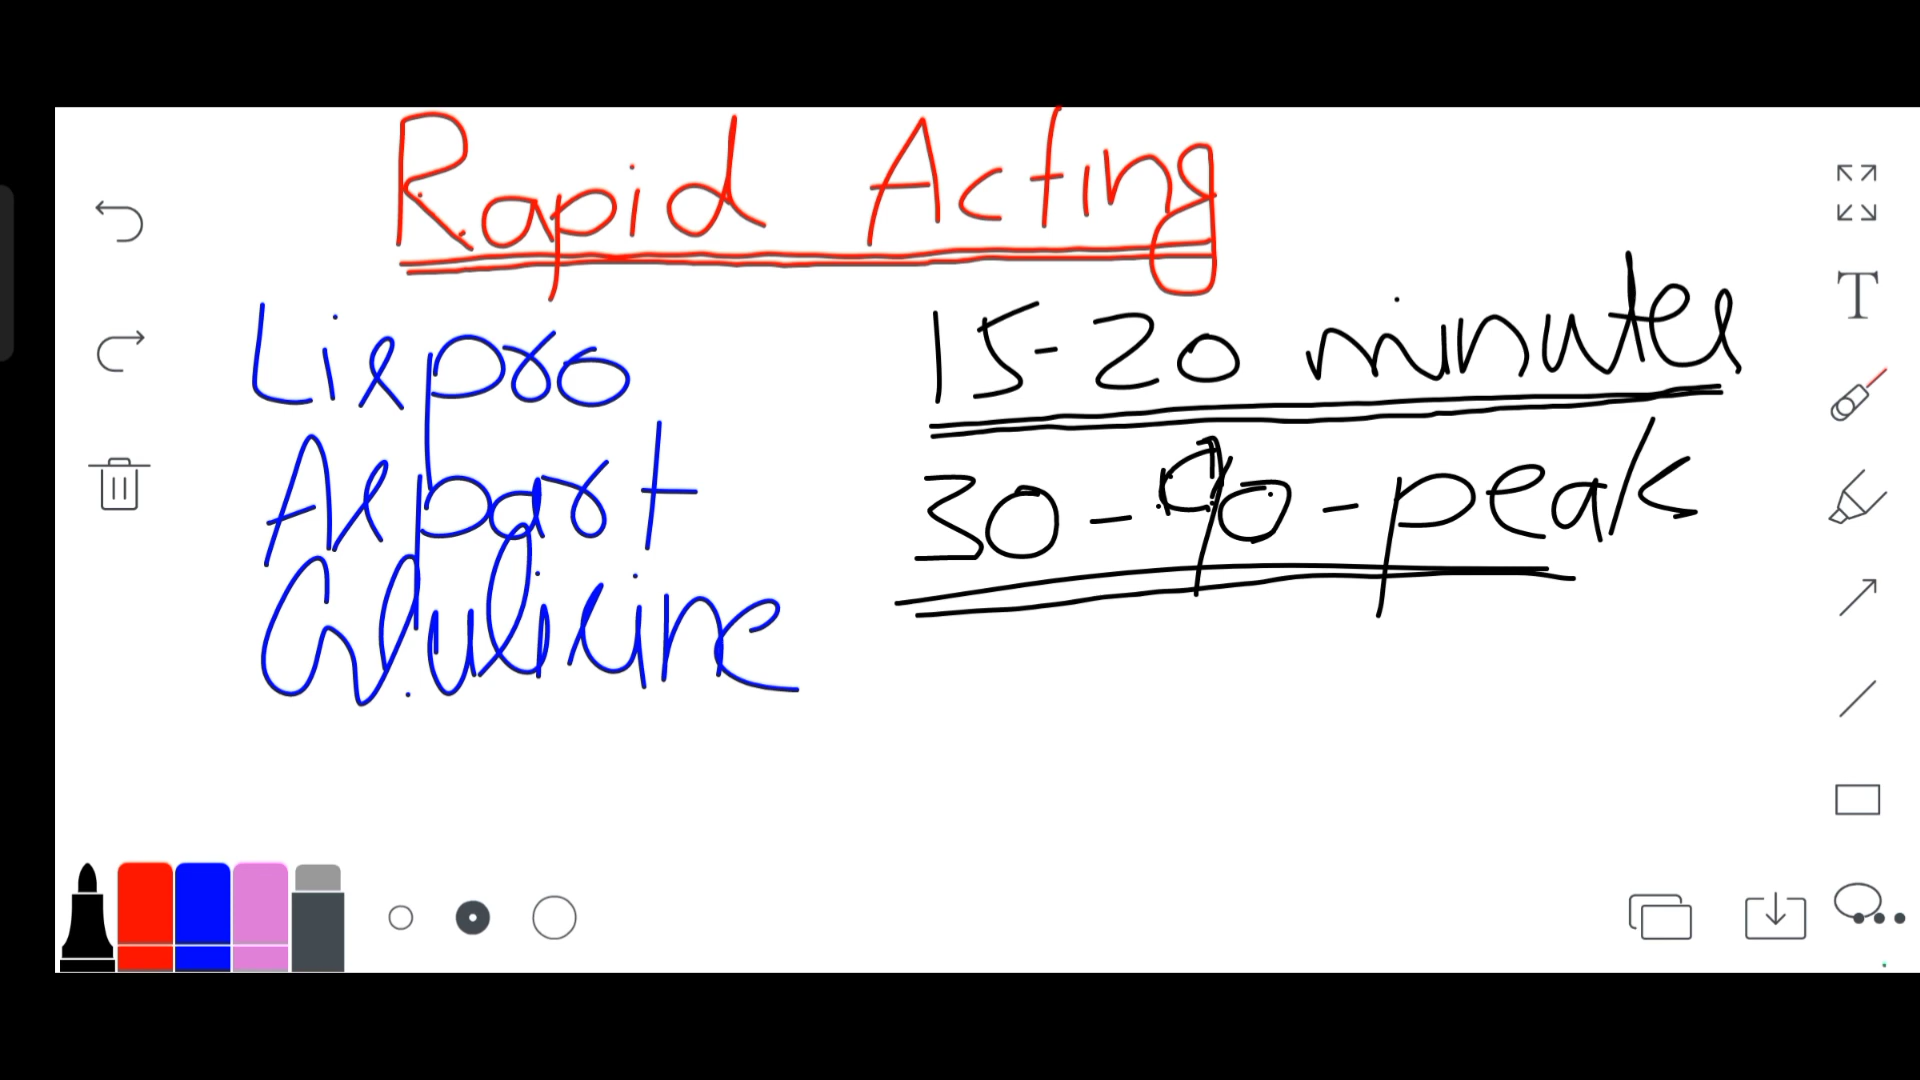 Rapid Acting
Lispro
Aspart
Glulisine
15-20 minutes
30-90-peak
T